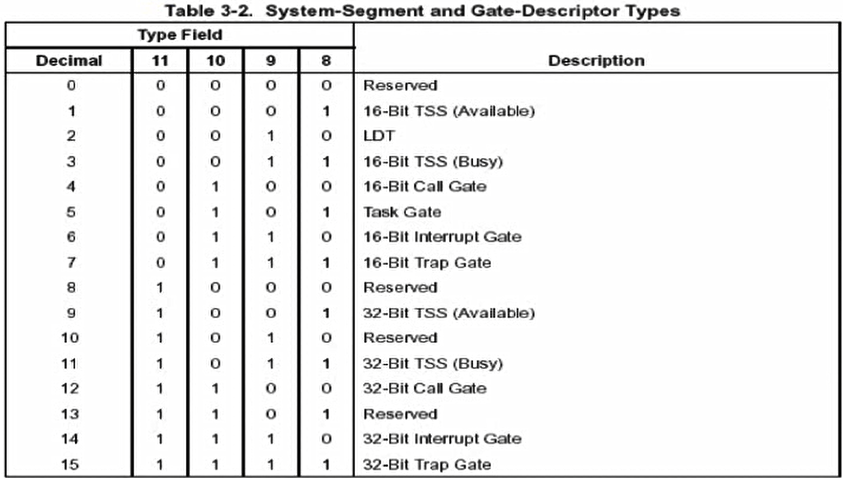 Table 3-2. System-Segment and Gate-Descriptor Types
Type Field
Decimal 11 10 9 8 Description
0 0 0 0 0 Reserved
1 0 0 0 1 16-Bit TSS (Available)
2 0 0 1 0 LDT
3 0 0 1 1 16-Bit TSS (Busy)
4 0 1 0 0 16-Bit Call Gate
5 0 1 0 1 Task Gate
6 0 1 1 0 16-Bit Interrupt Gate
7 0 1 1 1 16-Bit Trap Gate
8 1 0 0 0 Reserved
9 1 0 0 1 32-Bit TSS (Available)
10 1 0 1 0 Reserved
11 1 0 1 1 32-Bit TSS (Busy)
12 1 1 0 0 32-Bit Call Gate
13 1 1 0 1 Reserved
14 1 1 1 0 32-Bit Interrupt Gate
15 1 1 1 1 32-Bit Trap Gate